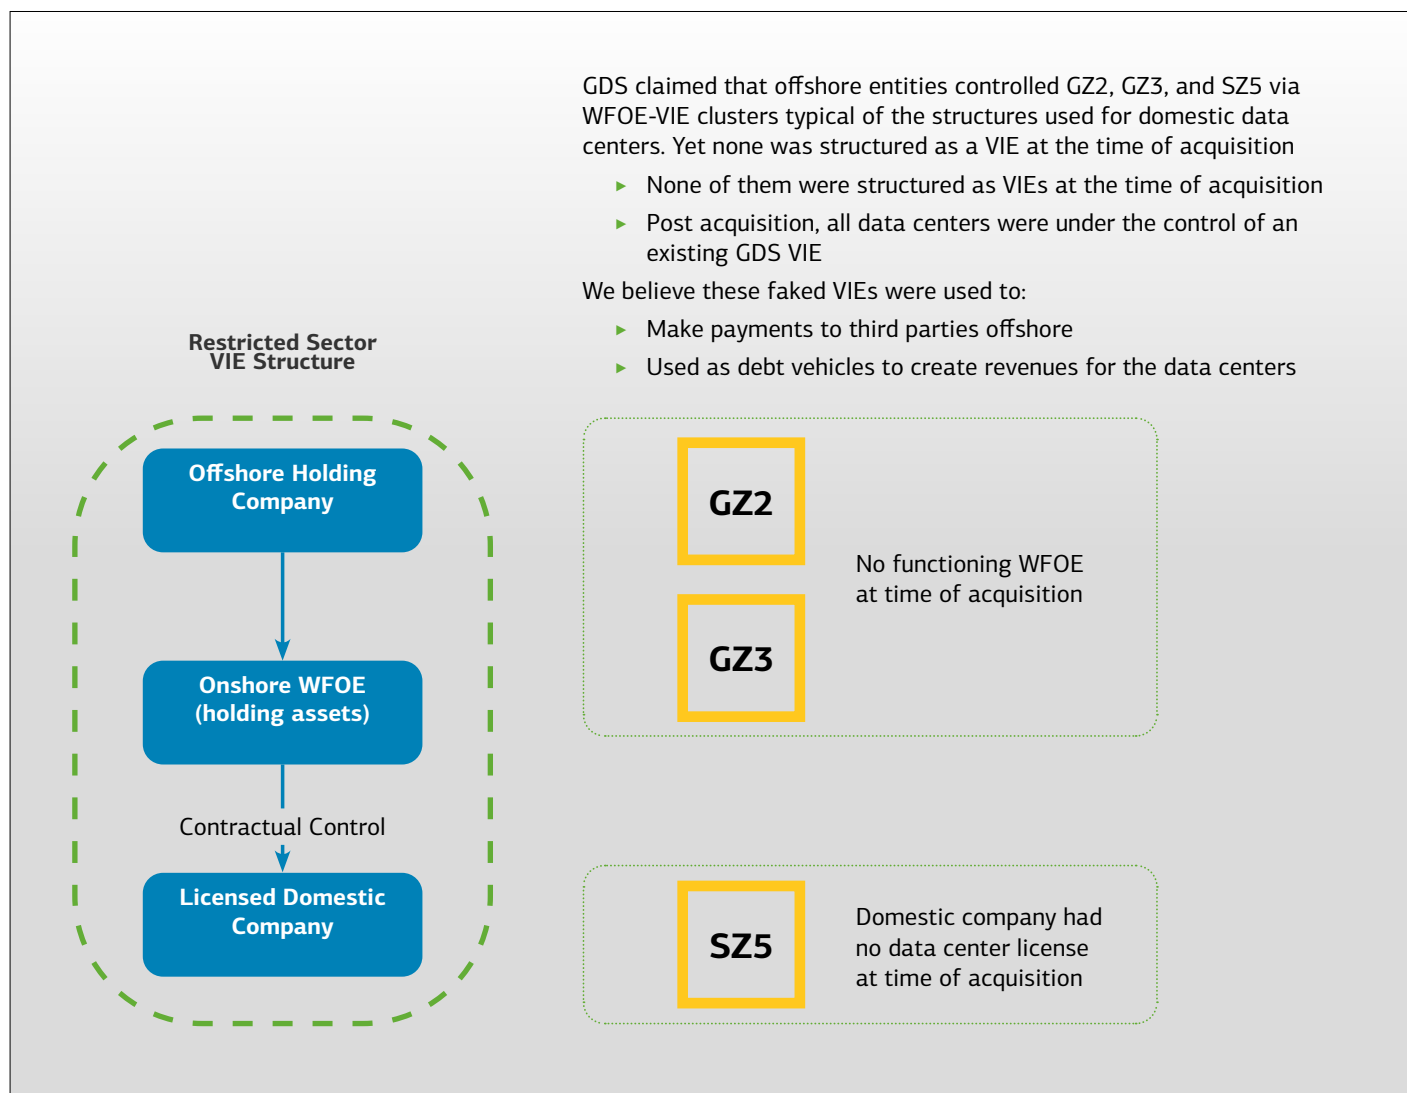 GDS claimed that offshore entities controlled GZ2, GZ3, and SZ5 via
WFOE-VIE clusters typical of the structures used for domestic data
centers. Yet none was structured as a VIE at the time of acquisition
▸ None of them were structured as VIEs at the time of acquisition
▸ Post acquisition, all data centers were under the control of an
existing GDS VIE
We believe these faked VIEs were used to:
▸ Make payments to third parties offshore
▸ Used as debt vehicles to create revenues for the data centers
Restricted Sector
VIE Structure
Offshore Holding
Company
Onshore WFOE
(holding assets)
Contractual Control
Licensed Domestic
Company
GZ2
GZ3
No functioning WFOE
at time of acquisition
SZ5
Domestic company had
no data center license
at time of acquisition